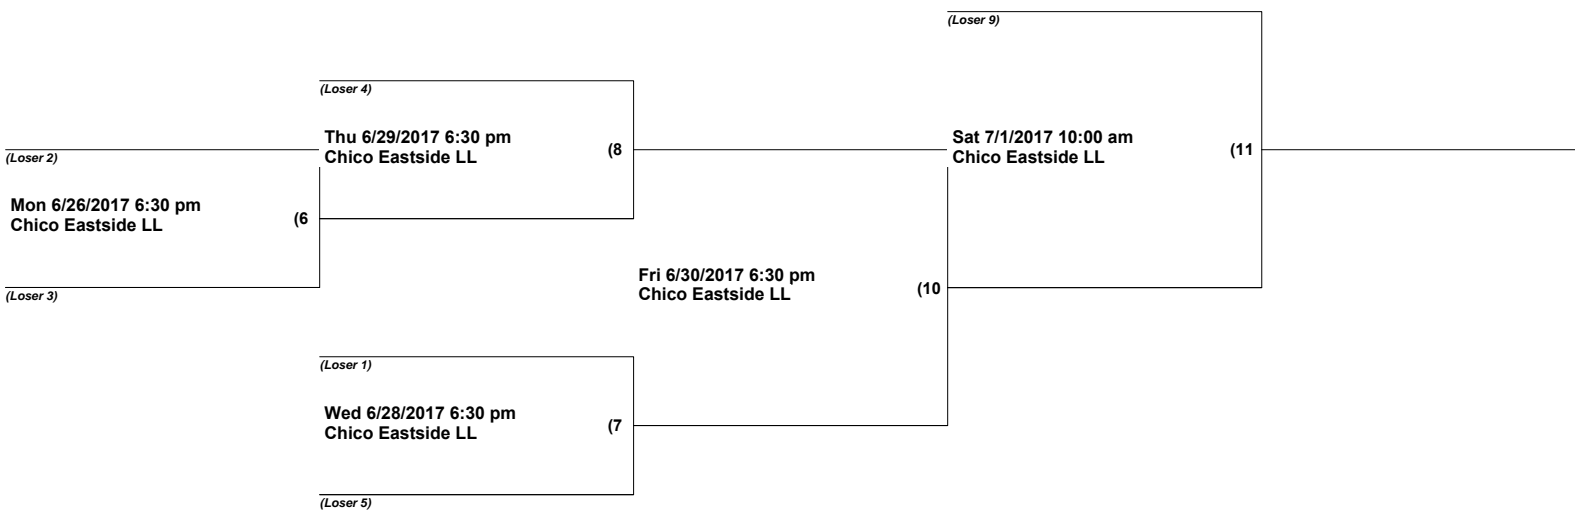 (Loser 9)
(Loser 4)
Thu 6/29/2017 6:30 pm
Chico Eastside LL
(8
Sat 7/1/2017 10:00 am
Chico Eastside LL
(11
(Loser 2)
Mon 6/26/2017 6:30 pm
Chico Eastside LL
(6
Fri 6/30/2017 6:30 pm
Chico Eastside LL
(10
(Loser 3)
(Loser 1)
Wed 6/28/2017 6:30 pm
Chico Eastside LL
(7
(Loser 5)